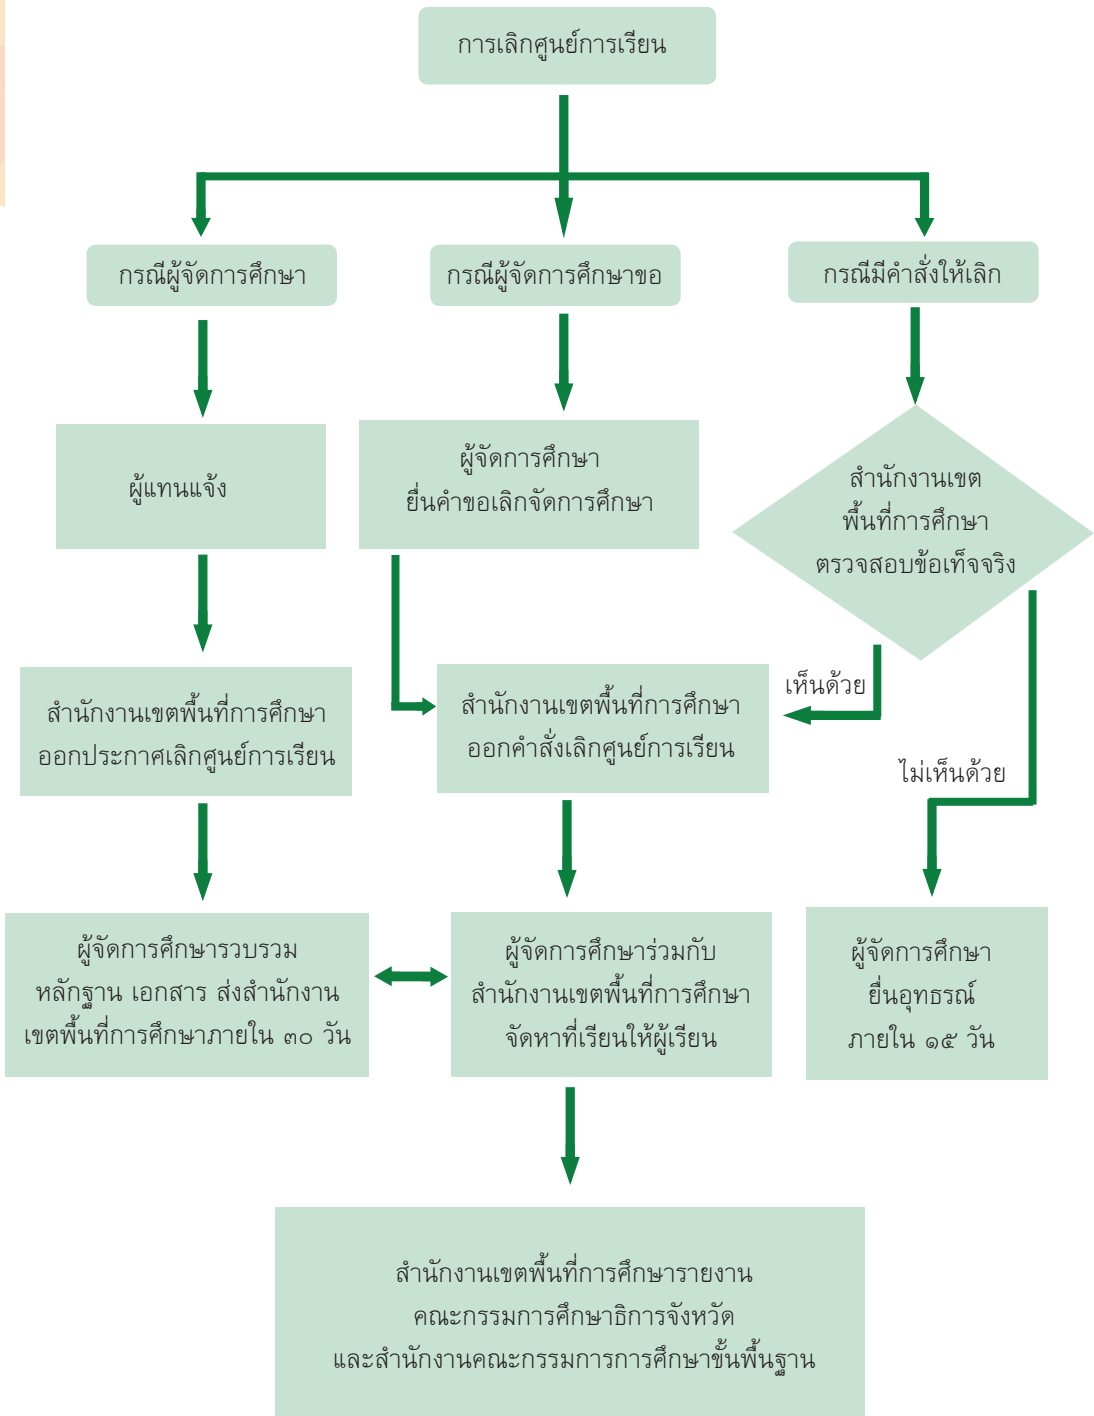 การเลิกศูนย์การเรียน
กรณีผู้จัดการศึกษา
กรณีผู้จัดการศึกษาขอ
กรณีมีคำสั่งให้เลิก
ผู้แทนแจ้ง
ผู้จัดการศึกษา
ยื่นคำขอเลิกจัดการศึกษา
สำนักงานเขต
พื้นที่การศึกษา
ตรวจสอบข้อเท็จจริง
เห็นด้วย
ไม่เห็นด้วย
สำนักงานเขตพื้นที่การศึกษา
ออกประกาศเลิกศูนย์การเรียน
สำนักงานเขตพื้นที่การศึกษา
ออกคำสั่งเลิกศูนย์การเรียน
ผู้จัดการศึกษารวบรวม
หลักฐาน เอกสาร ส่งสำนักงาน
เขตพื้นที่การศึกษาภายใน ๓๐ วัน
ผู้จัดการศึกษาร่วมกับ
สำนักงานเขตพื้นที่การศึกษา
จัดหาที่เรียนให้ผู้เรียน
ผู้จัดการศึกษา
ยื่นอุทธรณ์
ภายใน ๑๕ วัน
สำนักงานเขตพื้นที่การศึกษารายงาน
คณะกรรมการศึกษาธิการจังหวัด
และสำนักงานคณะกรรมการการศึกษาขั้นพื้นฐาน